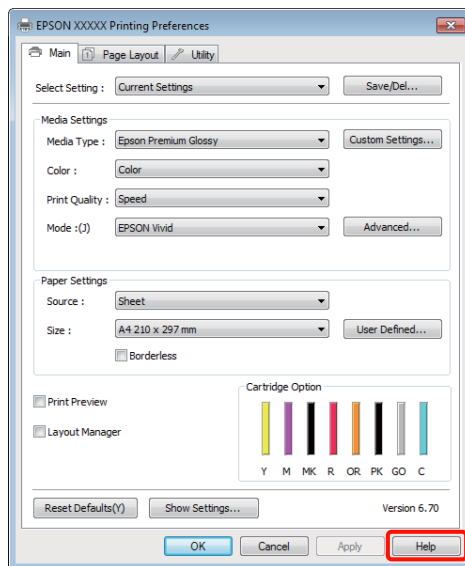 EPSON XXXXX Printing Preferences
Main Page Layout Utility
Select Setting : Current Settings Save/Del...
Media Settings
Media Type : Epson Premium Glossy Custom Settings...
Color : Color
Print Quality : Speed
Mode :(J) EPSON Vivid Advanced...
Paper Settings
Source : Sheet
Size : A4 210 x 297 mm User Defined...
Borderless
Print Preview
Layout Manager
Cartridge Option
Y M MK R OR PK GO C
Reset Defaults(Y) Show Settings... Version 6.70
OK Cancel Apply Help